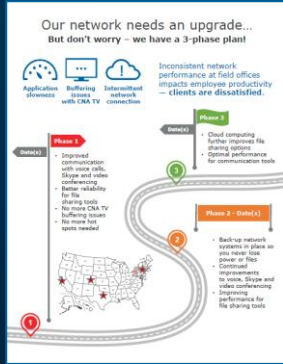 Our network needs an upgrade...
But don't worry – we have a 3-phase plan!
Application
slowness
Buffering
issues
with CNA TV
Intermittent
network
connection
Inconsistent network
performance at field offices
impacts employee productivity
— clients are dissatisfied.
Phase 3
Date(s)
• Cloud computing
further improves file
sharing options
• Optimal performance
for communication tools
Phase 1
Date(s)
• Improved
communication
with voice calls,
Skype and video
conferencing
• Better reliability
for file
sharing tools
• No more CNA TV
buffering issues
• No more hot
spots needed
3
Phase 2 - Date(s)
• Back-up network
systems in place so
you never lose
power or files
• Continued
improvements
to voice, Skype and
video conferencing
• Improving
performance for
file sharing tools
2
1